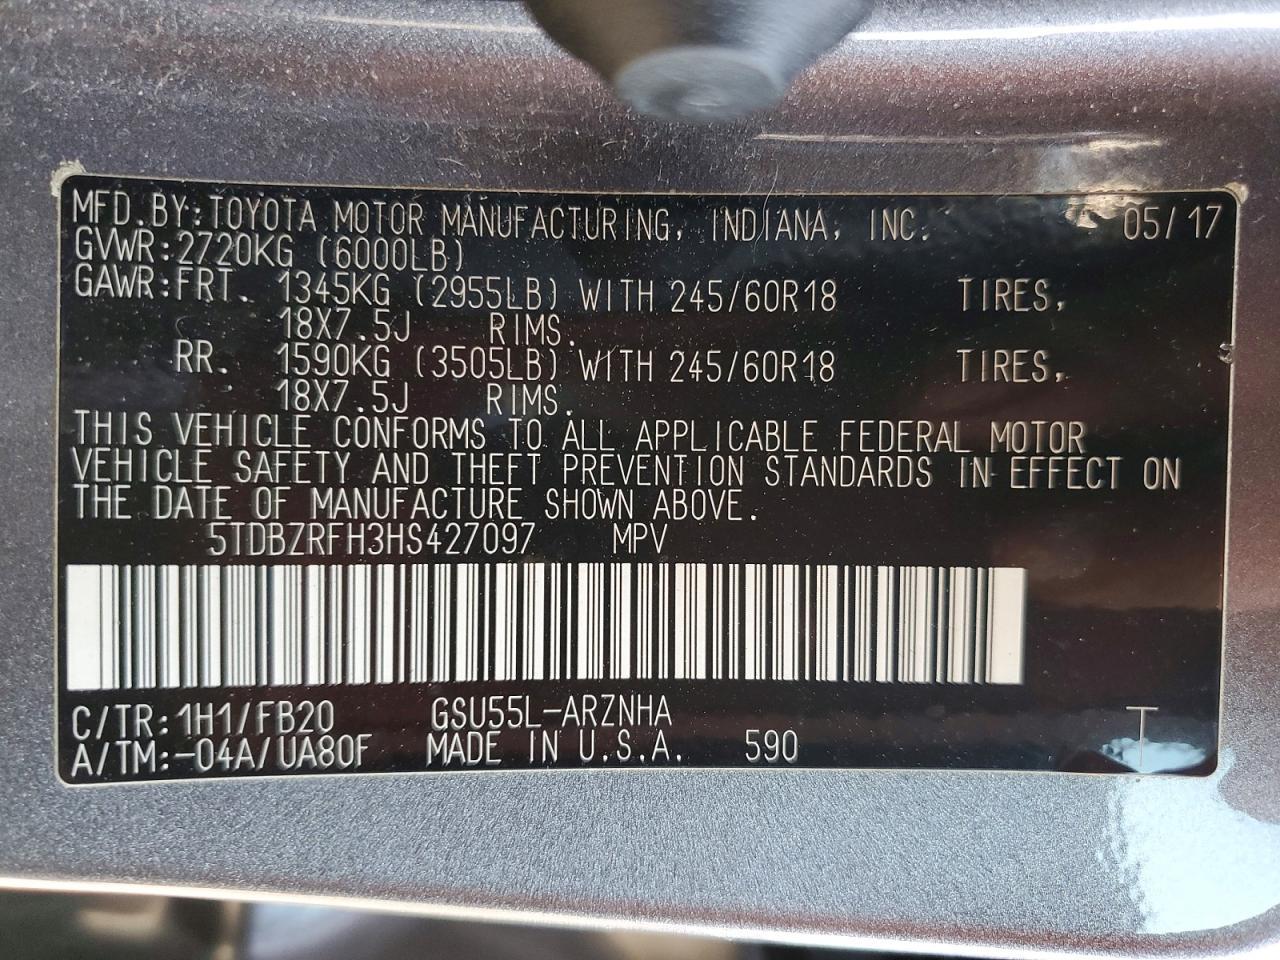 MFD.BY:TOYOTA MOTOR MANUFACTURING, INDIANA, INC. 05/17
GVWR:2720KG (6000LB)
GAWR:FRT. 1345KG (2955LB) WITH 245/60R18 TIRES,
18X7.5J RIMS.
RR. 1590KG (3505LB) WITH 245/60R18 TIRES,
18X7.5J RIMS.
THIS VEHICLE CONFORMS TO ALL APPLICABLE FEDERAL MOTOR
VEHICLE SAFETY AND THEFT PREVENTION STANDARDS IN EFFECT ON
THE DATE OF MANUFACTURE SHOWN ABOVE.
5TDBZRFH3HS427097 MPV
C/TR:1H1/FB20 GSU55L-ARZNHA
A/TM:-04A/UA80F MADE IN U.S.A. 590 T